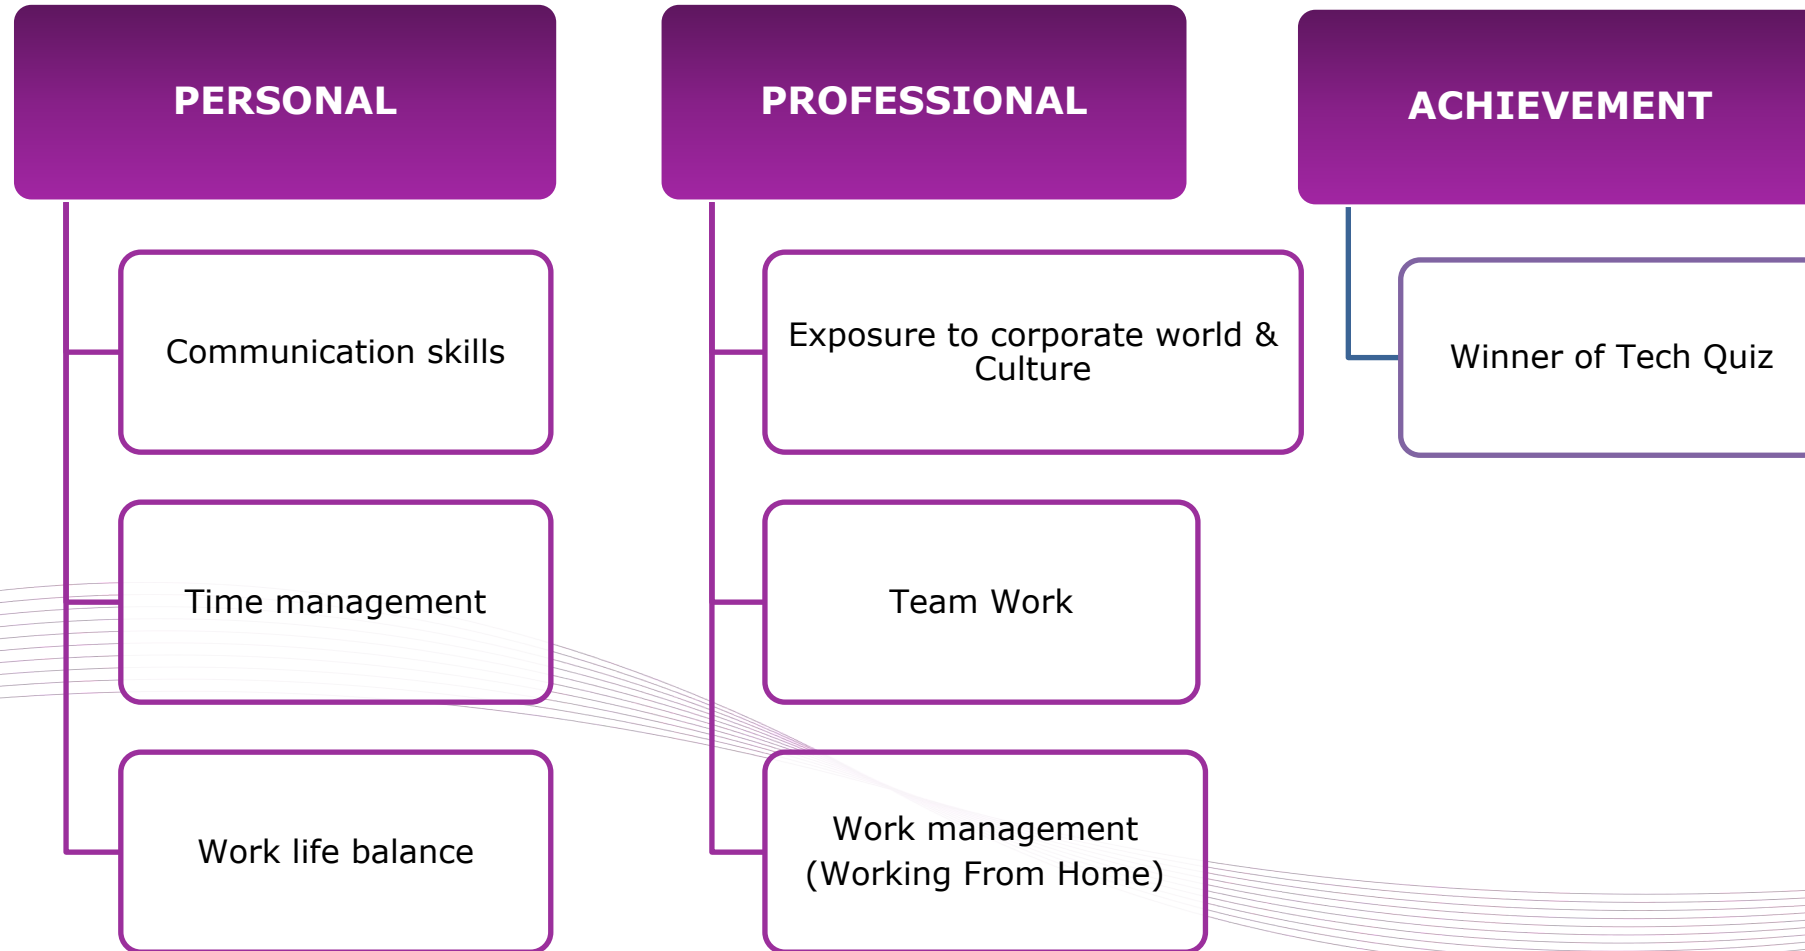 PERSONAL
Communication skills
Time management
Work life balance
PROFESSIONAL
Exposure to corporate world &
Culture
Team Work
Work management
(Working From Home)
ACHIEVEMENT
Winner of Tech Quiz